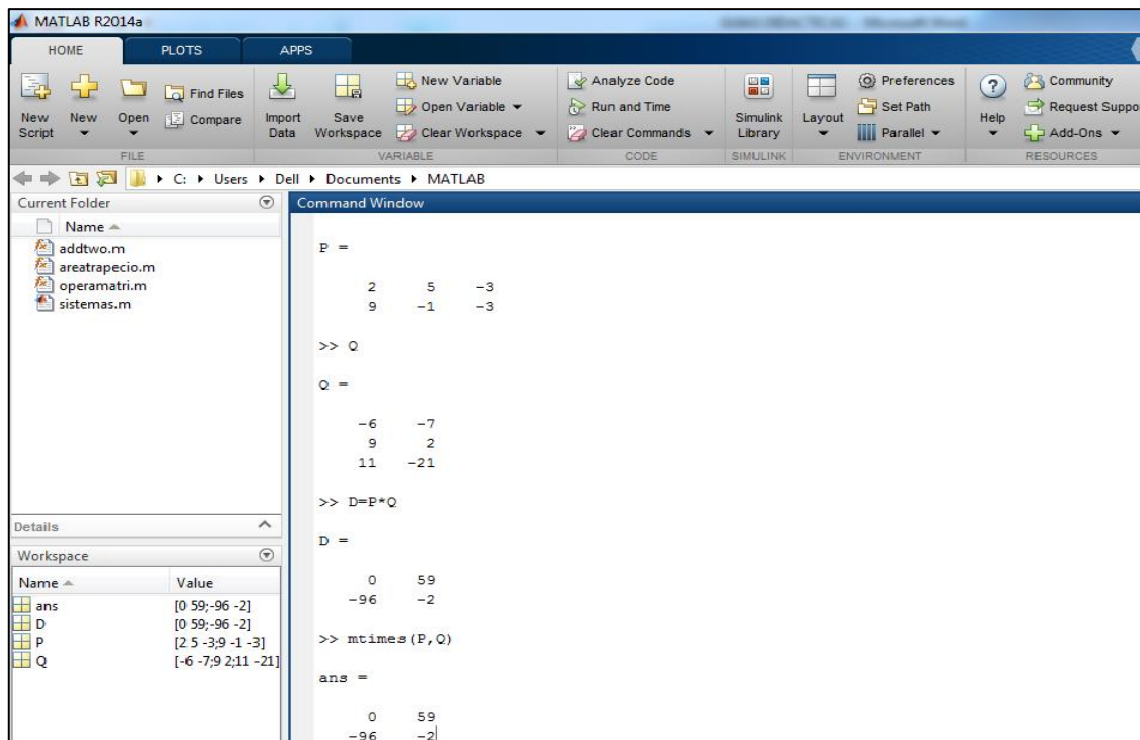 MATLAB R2014a
HOME PLOTS APPS
New Script
New
Open
Find Files
Compare
Import Data
Save Workspace
New Variable
Open Variable
Clear Workspace
Analyze Code
Run and Time
Clear Commands
Simulink Library
Layout
Preferences
Set Path
Parallel
Help
Community
Request Suppo
Add-Ons
FILE VARIABLE CODE SIMULINK ENVIRONMENT RESOURCES
C: Users Dell Documents MATLAB
Current Folder
Name
addtwo.m
areatrapecio.m
operamatri.m
sistemas.m
Details
Workspace
Name Value
ans [0 59;-96 -2]
D [0 59;-96 -2]
P [2 5 -3;9 -1 -3]
Q [-6 -7;9 2;11 -21]
Command Window
P =
2 5 -3
9 -1 -3
>> Q
Q =
-6 -7
9 2
11 -21
>> D=P*Q
D =
0 59
-96 -2
>> mtimes(P,Q)
ans =
0 59
-96 -2